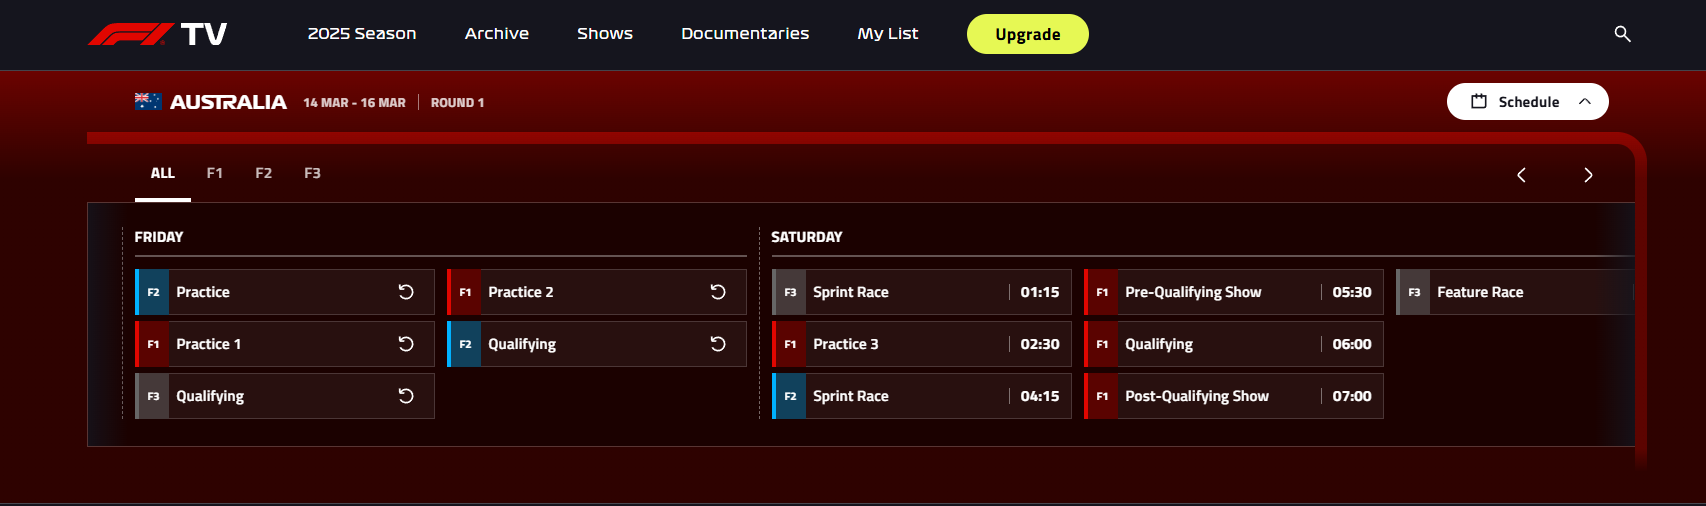 F1 TV 2025 Season Archive Shows Documentaries My List Upgrade
AUSTRALIA 14 MAR - 16 MAR ROUND 1 Schedule
ALL F1 F2 F3
FRIDAY
F2 Practice
F1 Practice 1
F3 Qualifying
F1 Practice 2
F2 Qualifying
SATURDAY
F3 Sprint Race 01:15
F1 Practice 3 02:30
F2 Sprint Race 04:15
F1 Pre-Qualifying Show 05:30
F1 Qualifying 06:00
F1 Post-Qualifying Show 07:00
F3 Feature Race